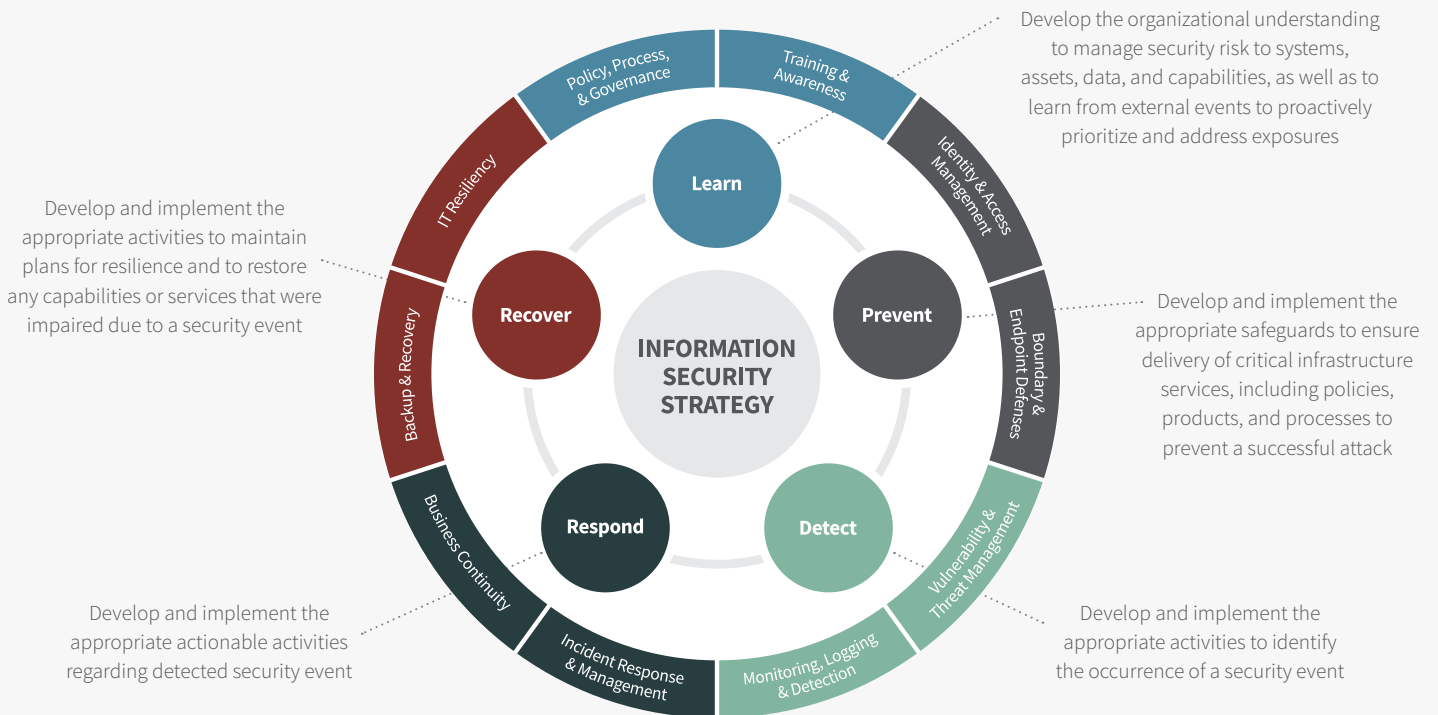 Develop the organizational understanding
to manage security risk to systems,
assets, data, and capabilities, as well as to
learn from external events to proactively
prioritize and address exposures
Policy, Process,
& Governance
Training &
Awareness
Identity & Access
Management
Boundary &
Endpoint Defenses
Vulnerability &
Threat Management
Monitoring, Logging
& Detection
Incident Response
& Management
Business Continuity
Backup & Recovery
IT Resiliency
Learn
Prevent
Detect
Respond
Recover
INFORMATION
SECURITY
STRATEGY
Develop and implement the
appropriate activities to maintain
plans for resilience and to restore
any capabilities or services that were
impaired due to a security event
Develop and implement the
appropriate safeguards to ensure
delivery of critical infrastructure
services, including policies,
products, and processes to
prevent a successful attack
Develop and implement the
appropriate actionable activities
regarding detected security event
Develop and implement the
appropriate activities to identify
the occurrence of a security event